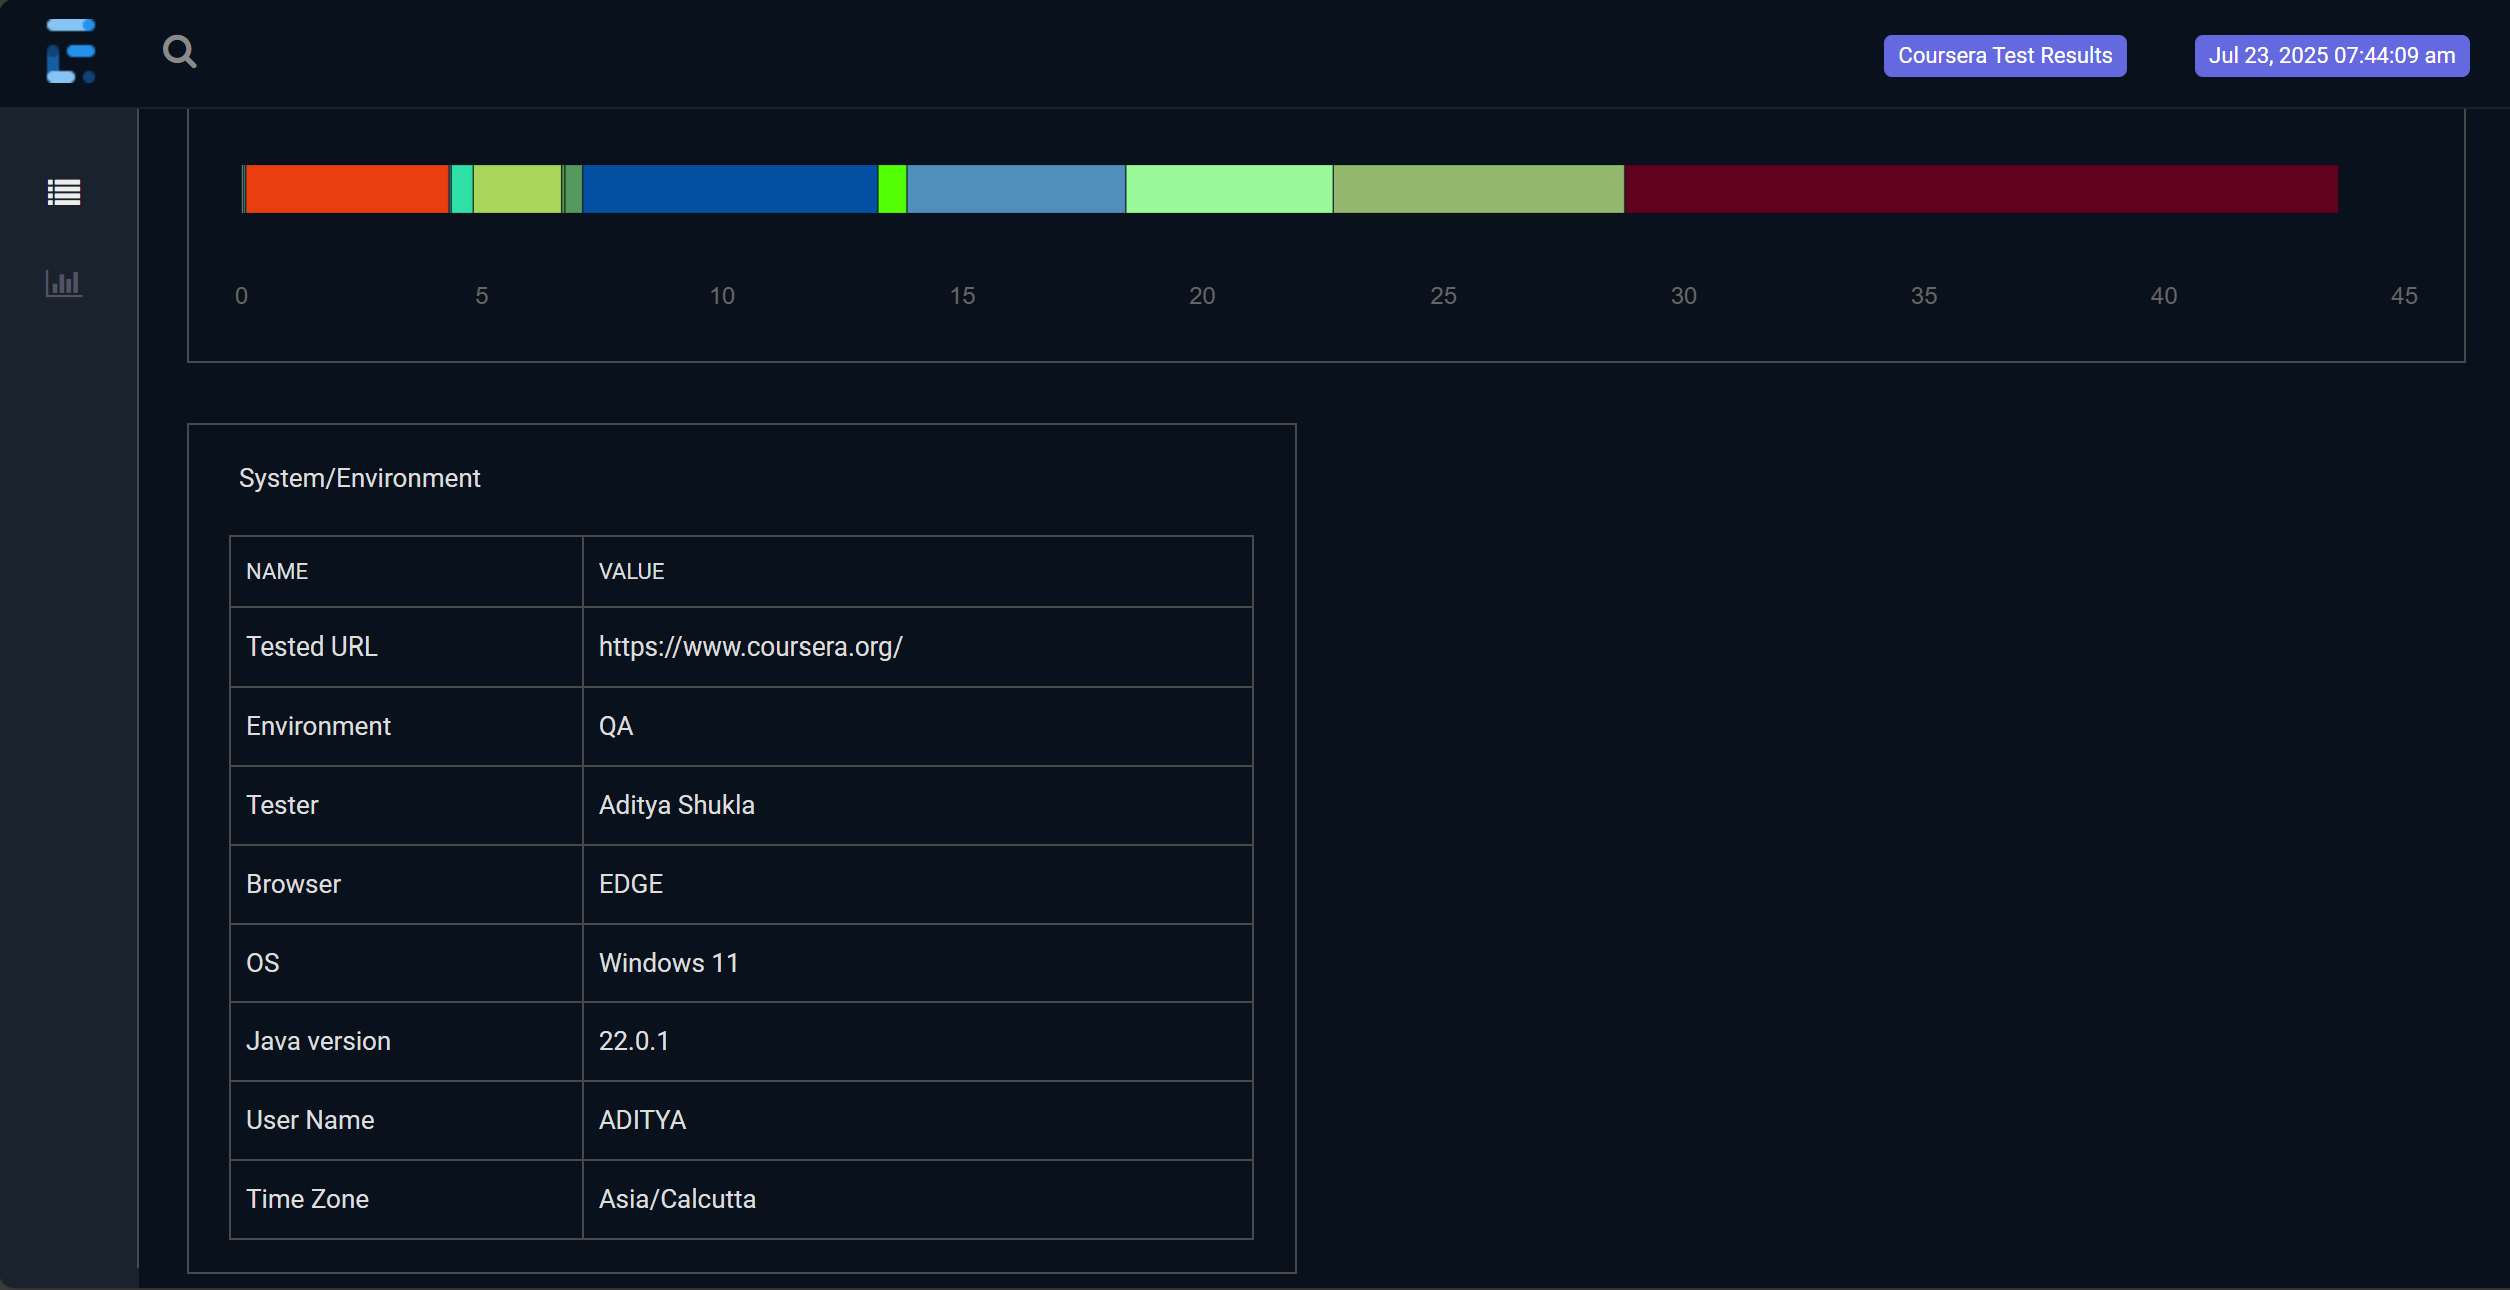 Coursera Test Results Jul 23, 2025 07:44:09 am
0 5 10 15 20 25 30 35 40 45
System/Environment
NAME VALUE
Tested URL https://www.coursera.org/
Environment QA
Tester Aditya Shukla
Browser EDGE
OS Windows 11
Java version 22.0.1
User Name ADITYA
Time Zone Asia/Calcutta